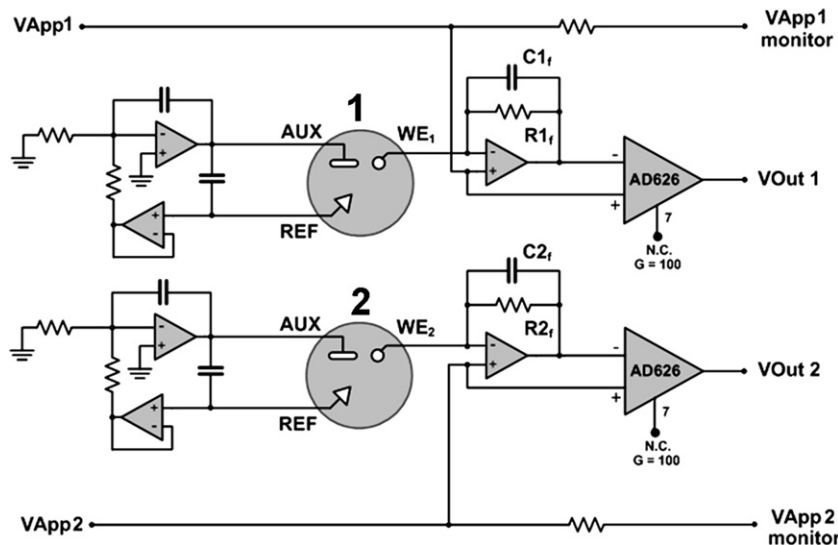 VApp1
VApp1
monitor
C1f
1
AUX
WE1
R1f
-
+
-
+
-
+
-
+
AD626
VOut 1
REF
7
N.C.
G = 100
C2f
2
AUX
WE2
R2f
-
+
-
+
-
+
-
+
AD626
VOut 2
REF
7
N.C.
G = 100
VApp2
VApp2
monitor